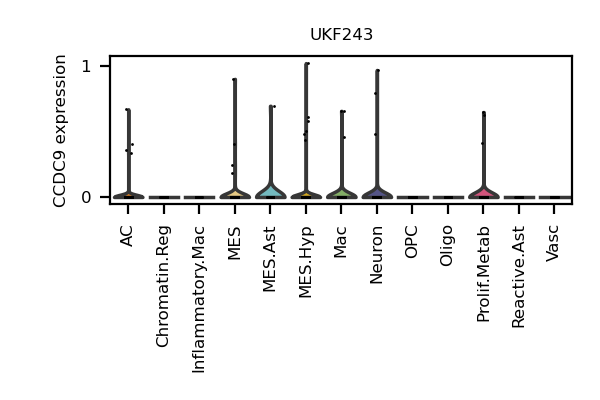 UKF243
CCDC9 expression
1
0
AC
Chromatin.Reg
Inflammatory.Mac
MES
MES.Ast
MES.Hyp
Mac
Neuron
OPC
Oligo
Prolif.Metab
Reactive.Ast
Vasc